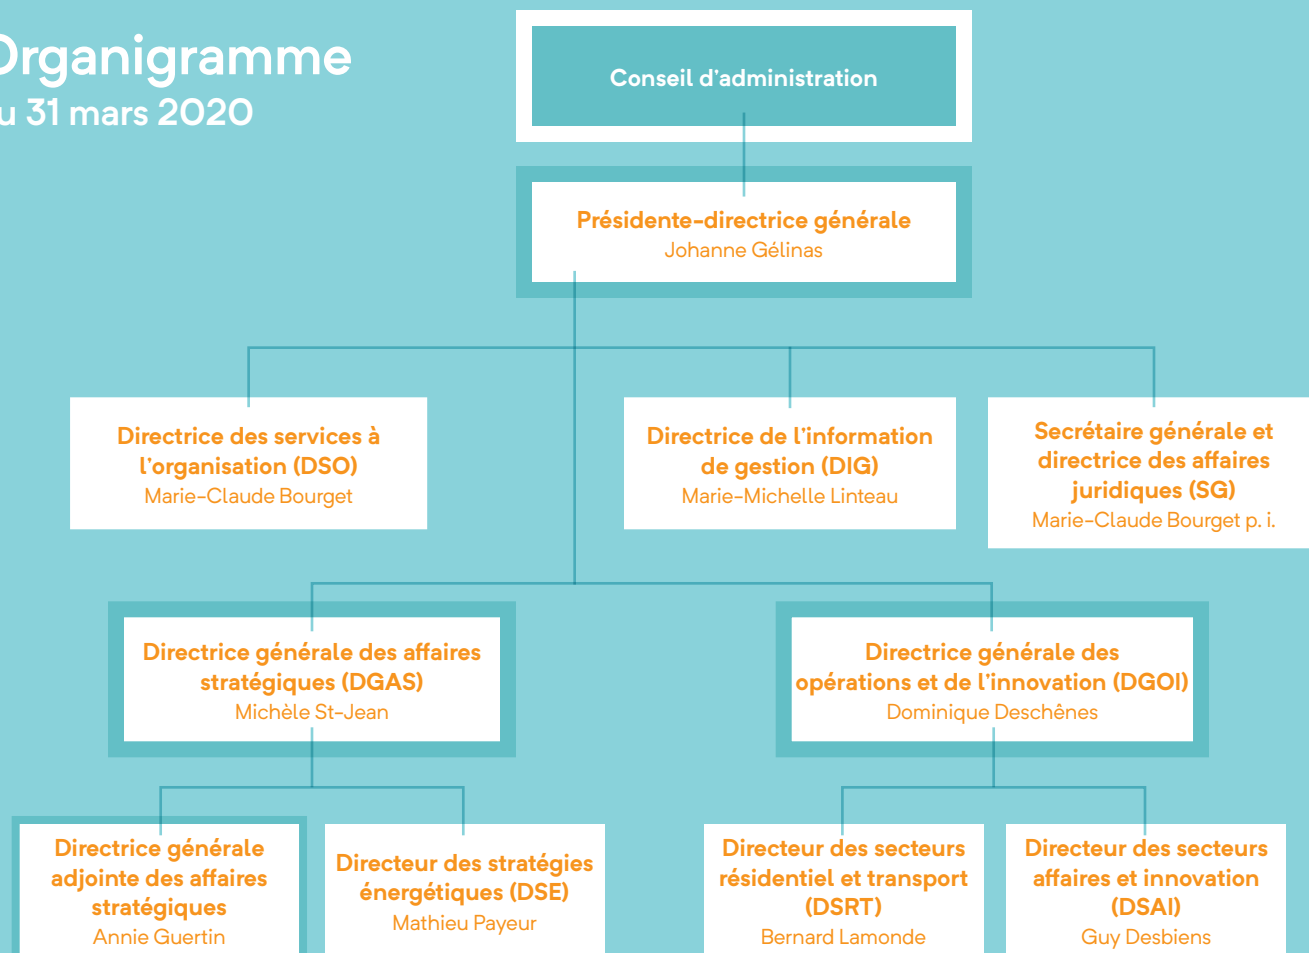 Organigramme
au 31 mars 2020
Conseil d'administration
Présidente-directrice générale
Johanne Gélinas
Directrice des services à
l'organisation (DSO)
Marie-Claude Bourget
Directrice de l'information
de gestion (DIG)
Marie-Michelle Linteau
Secrétaire générale et
directrice des affaires
juridiques (SG)
Marie-Claude Bourget p. i.
Directrice générale des affaires
stratégiques (DGAS)
Michèle St-Jean
Directrice générale des
opérations et de l'innovation (DGOI)
Dominique Deschênes
Directrice générale
adjointe des affaires
stratégiques
Annie Guertin
Directeur des stratégies
énergétiques (DSE)
Mathieu Payeur
Directeur des secteurs
résidentiel et transport
(DSRT)
Bernard Lamonde
Directeur des secteurs
affaires et innovation
(DSAI)
Guy Desbiens